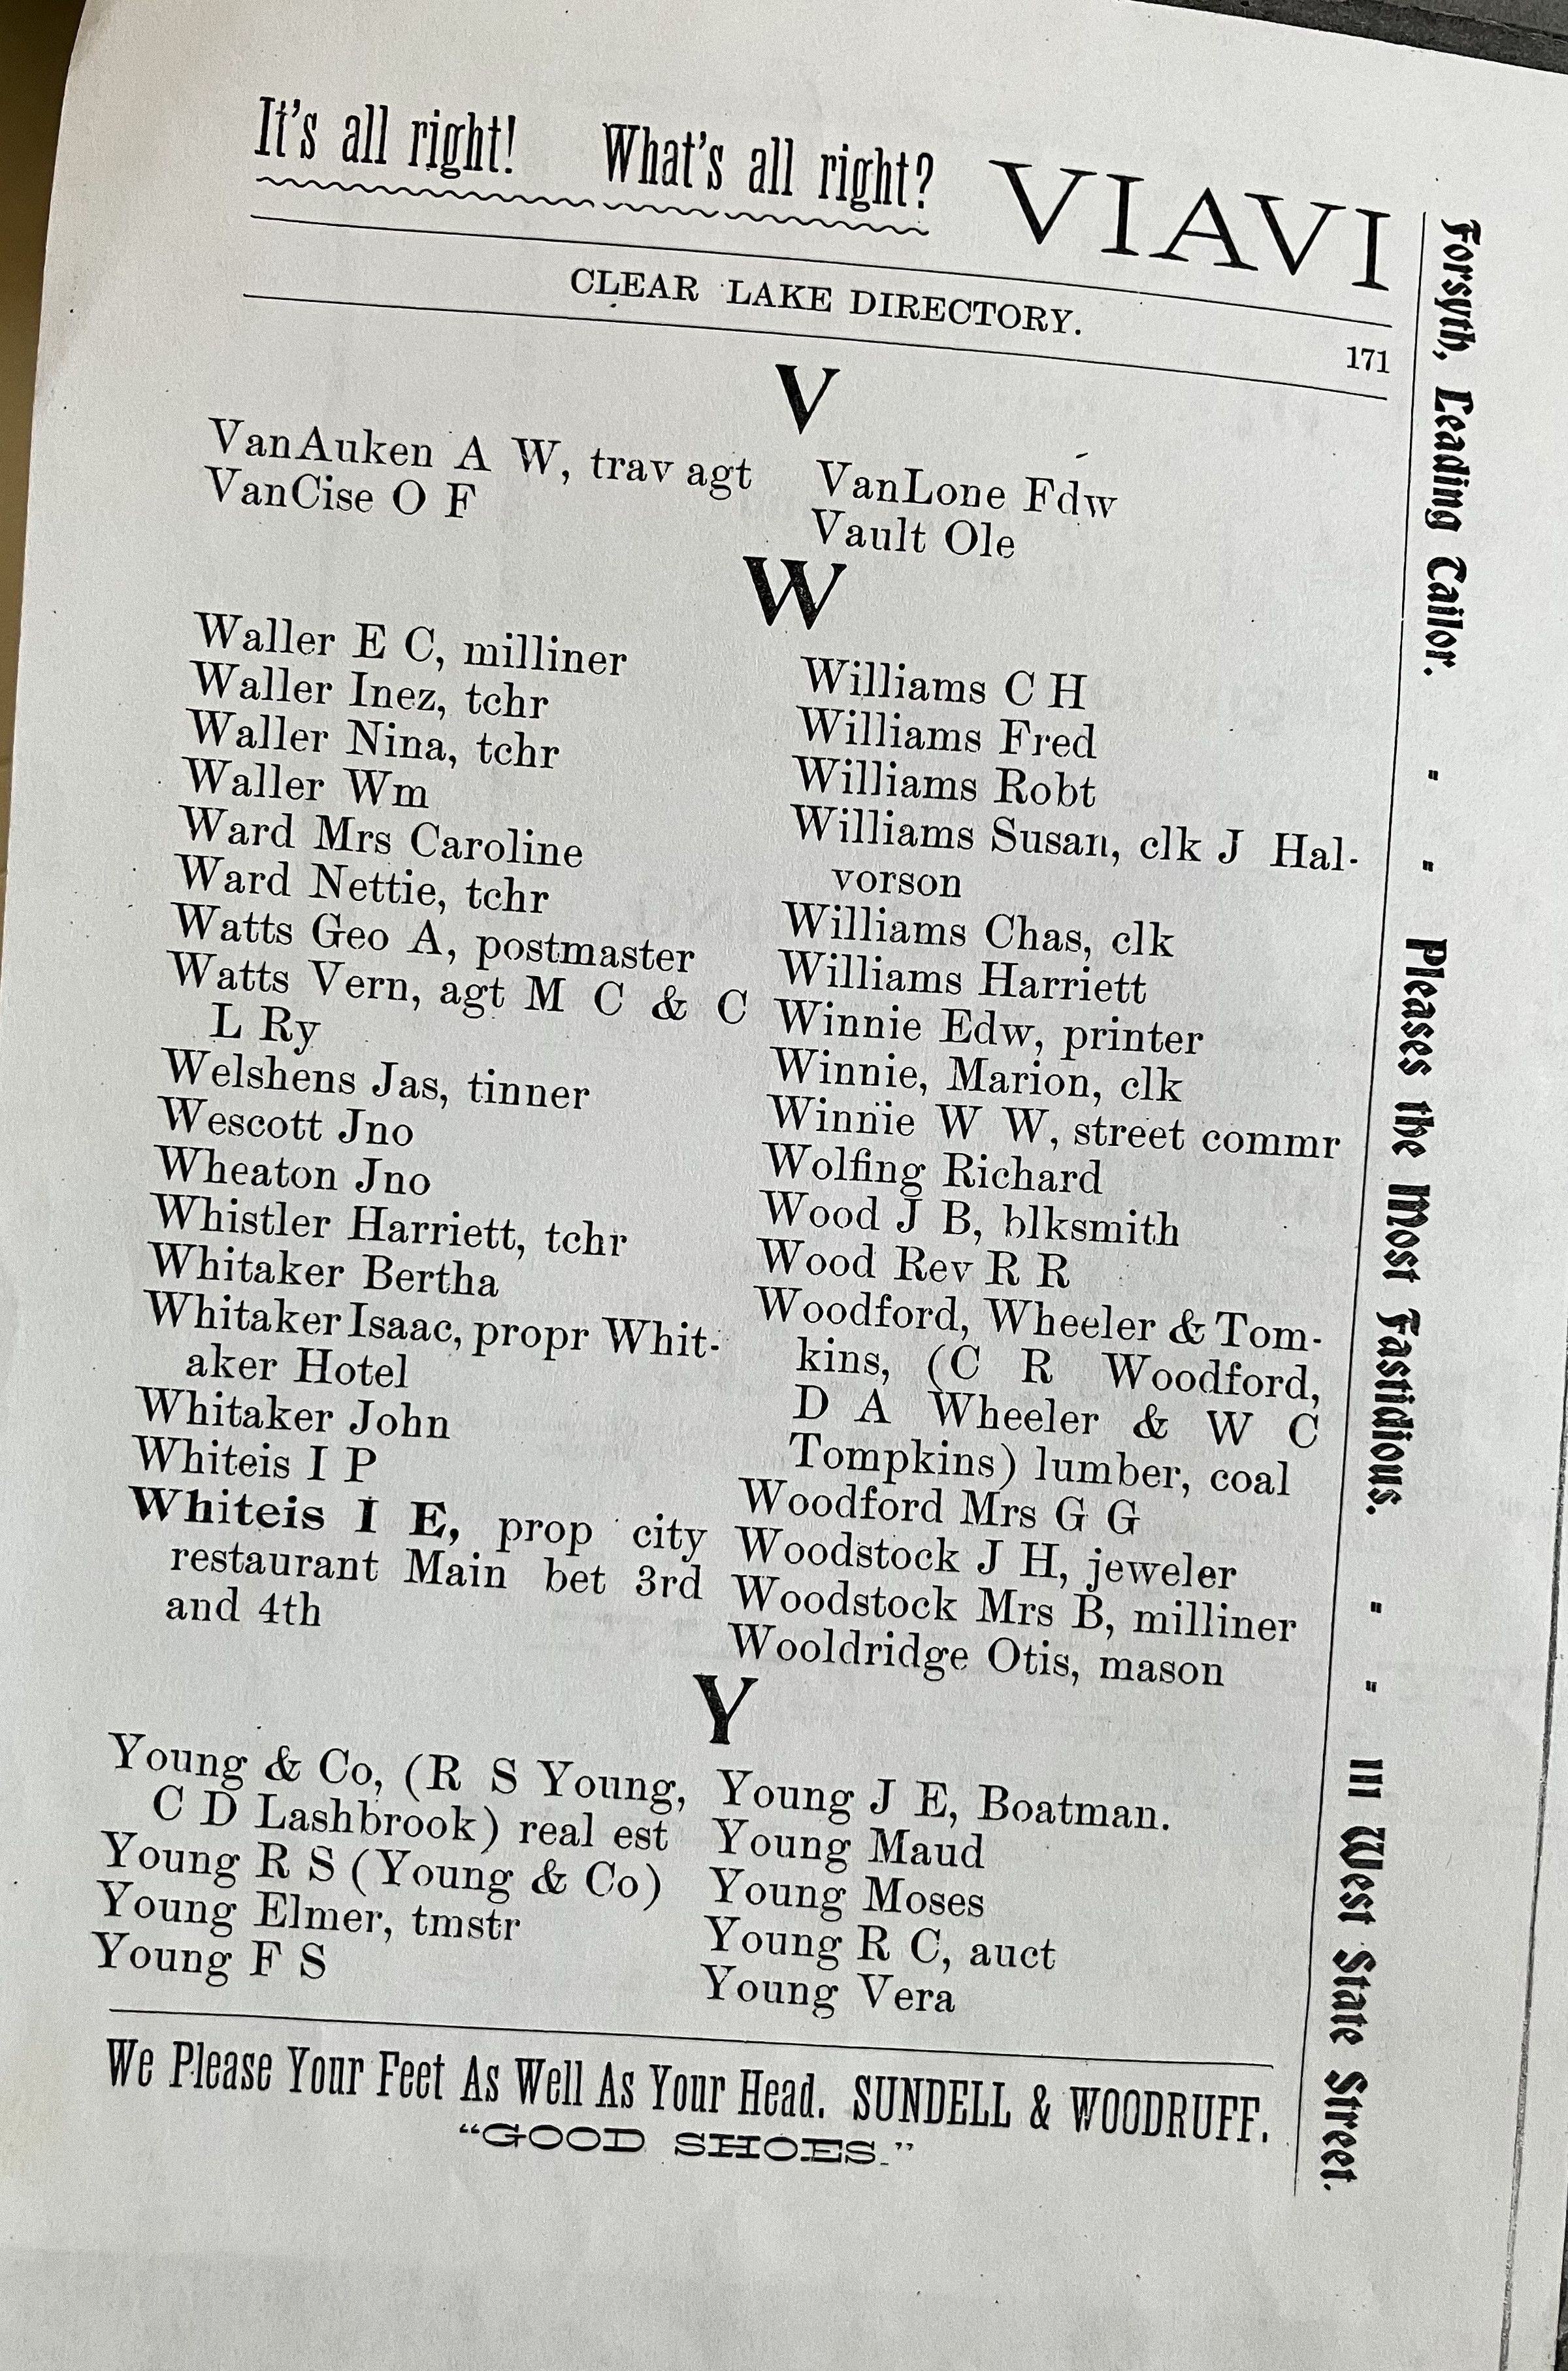 It's all right! What's all right? VIAVI
CLEAR LAKE DIRECTORY.
171
V
VanAuken A W, trav agt
VanCise O F
VanLone Fdw
Vault Ole
W
Waller E C, milliner
Waller Inez, tchr
Waller Nina, tchr
Waller Wm
Ward Mrs Caroline
Ward Nettie, tchr
Watts Geo A, postmaster
Watts Vern, agt M C & C
L Ry
Welshens Jas, tinner
Wescott Jno
Wheaton Jno
Whistler Harriett, tchr
Whitaker Bertha
Whitaker Isaac, propr Whit-
aker Hotel
Whitaker John
Whiteis I P
Whiteis I E, prop city
restaurant Main bet 3rd
and 4th
Williams C H
Williams Fred
Williams Robt
Williams Susan, clk J Hal-
vorson
Williams Chas, clk
Williams Harriett
Winnie Edw, printer
Winnie, Marion, clk
Winnie W W, street commr
Wolfing Richard
Wood J B, blksmith
Wood Rev R R
Woodford, Wheeler & Tom-
kins, (C R Woodford,
D A Wheeler & W C
Tompkins) lumber, coal
Woodford Mrs G G
Woodstock J H, jeweler
Woodstock Mrs B, milliner
Wooldridge Otis, mason
Y
Young & Co, (R S Young,
C D Lashbrook) real est
Young R S (Young & Co)
Young Elmer, tmstr
Young F S
Young J E, Boatman.
Young Maud
Young Moses
Young R C, auct
Young Vera
We Please Your Feet As Well As Your Head. SUNDELL & WOODRUFF.
"GOOD SHOES."
Forsyth, Leading Tailor. " " Pleases the Most Fastidious. " " 111 West State Street.